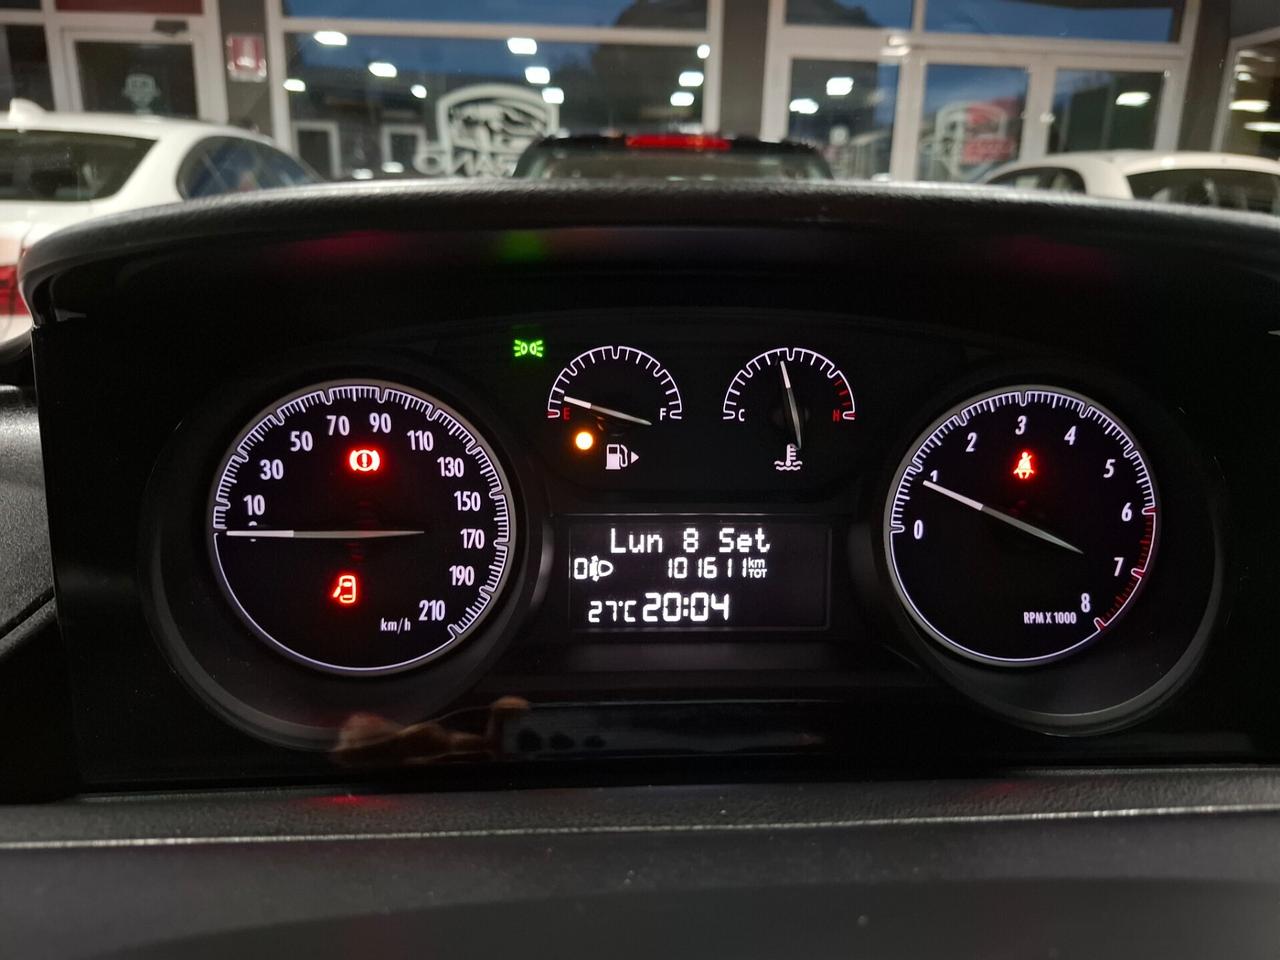 E F
C H
10 30 50 70 90 110 130 150 170 190 210
km/h
Lun 8 Set
0 101611 km TOT
27°C 20:04
0 1 2 3 4 5 6 7 8
RPM X 1000